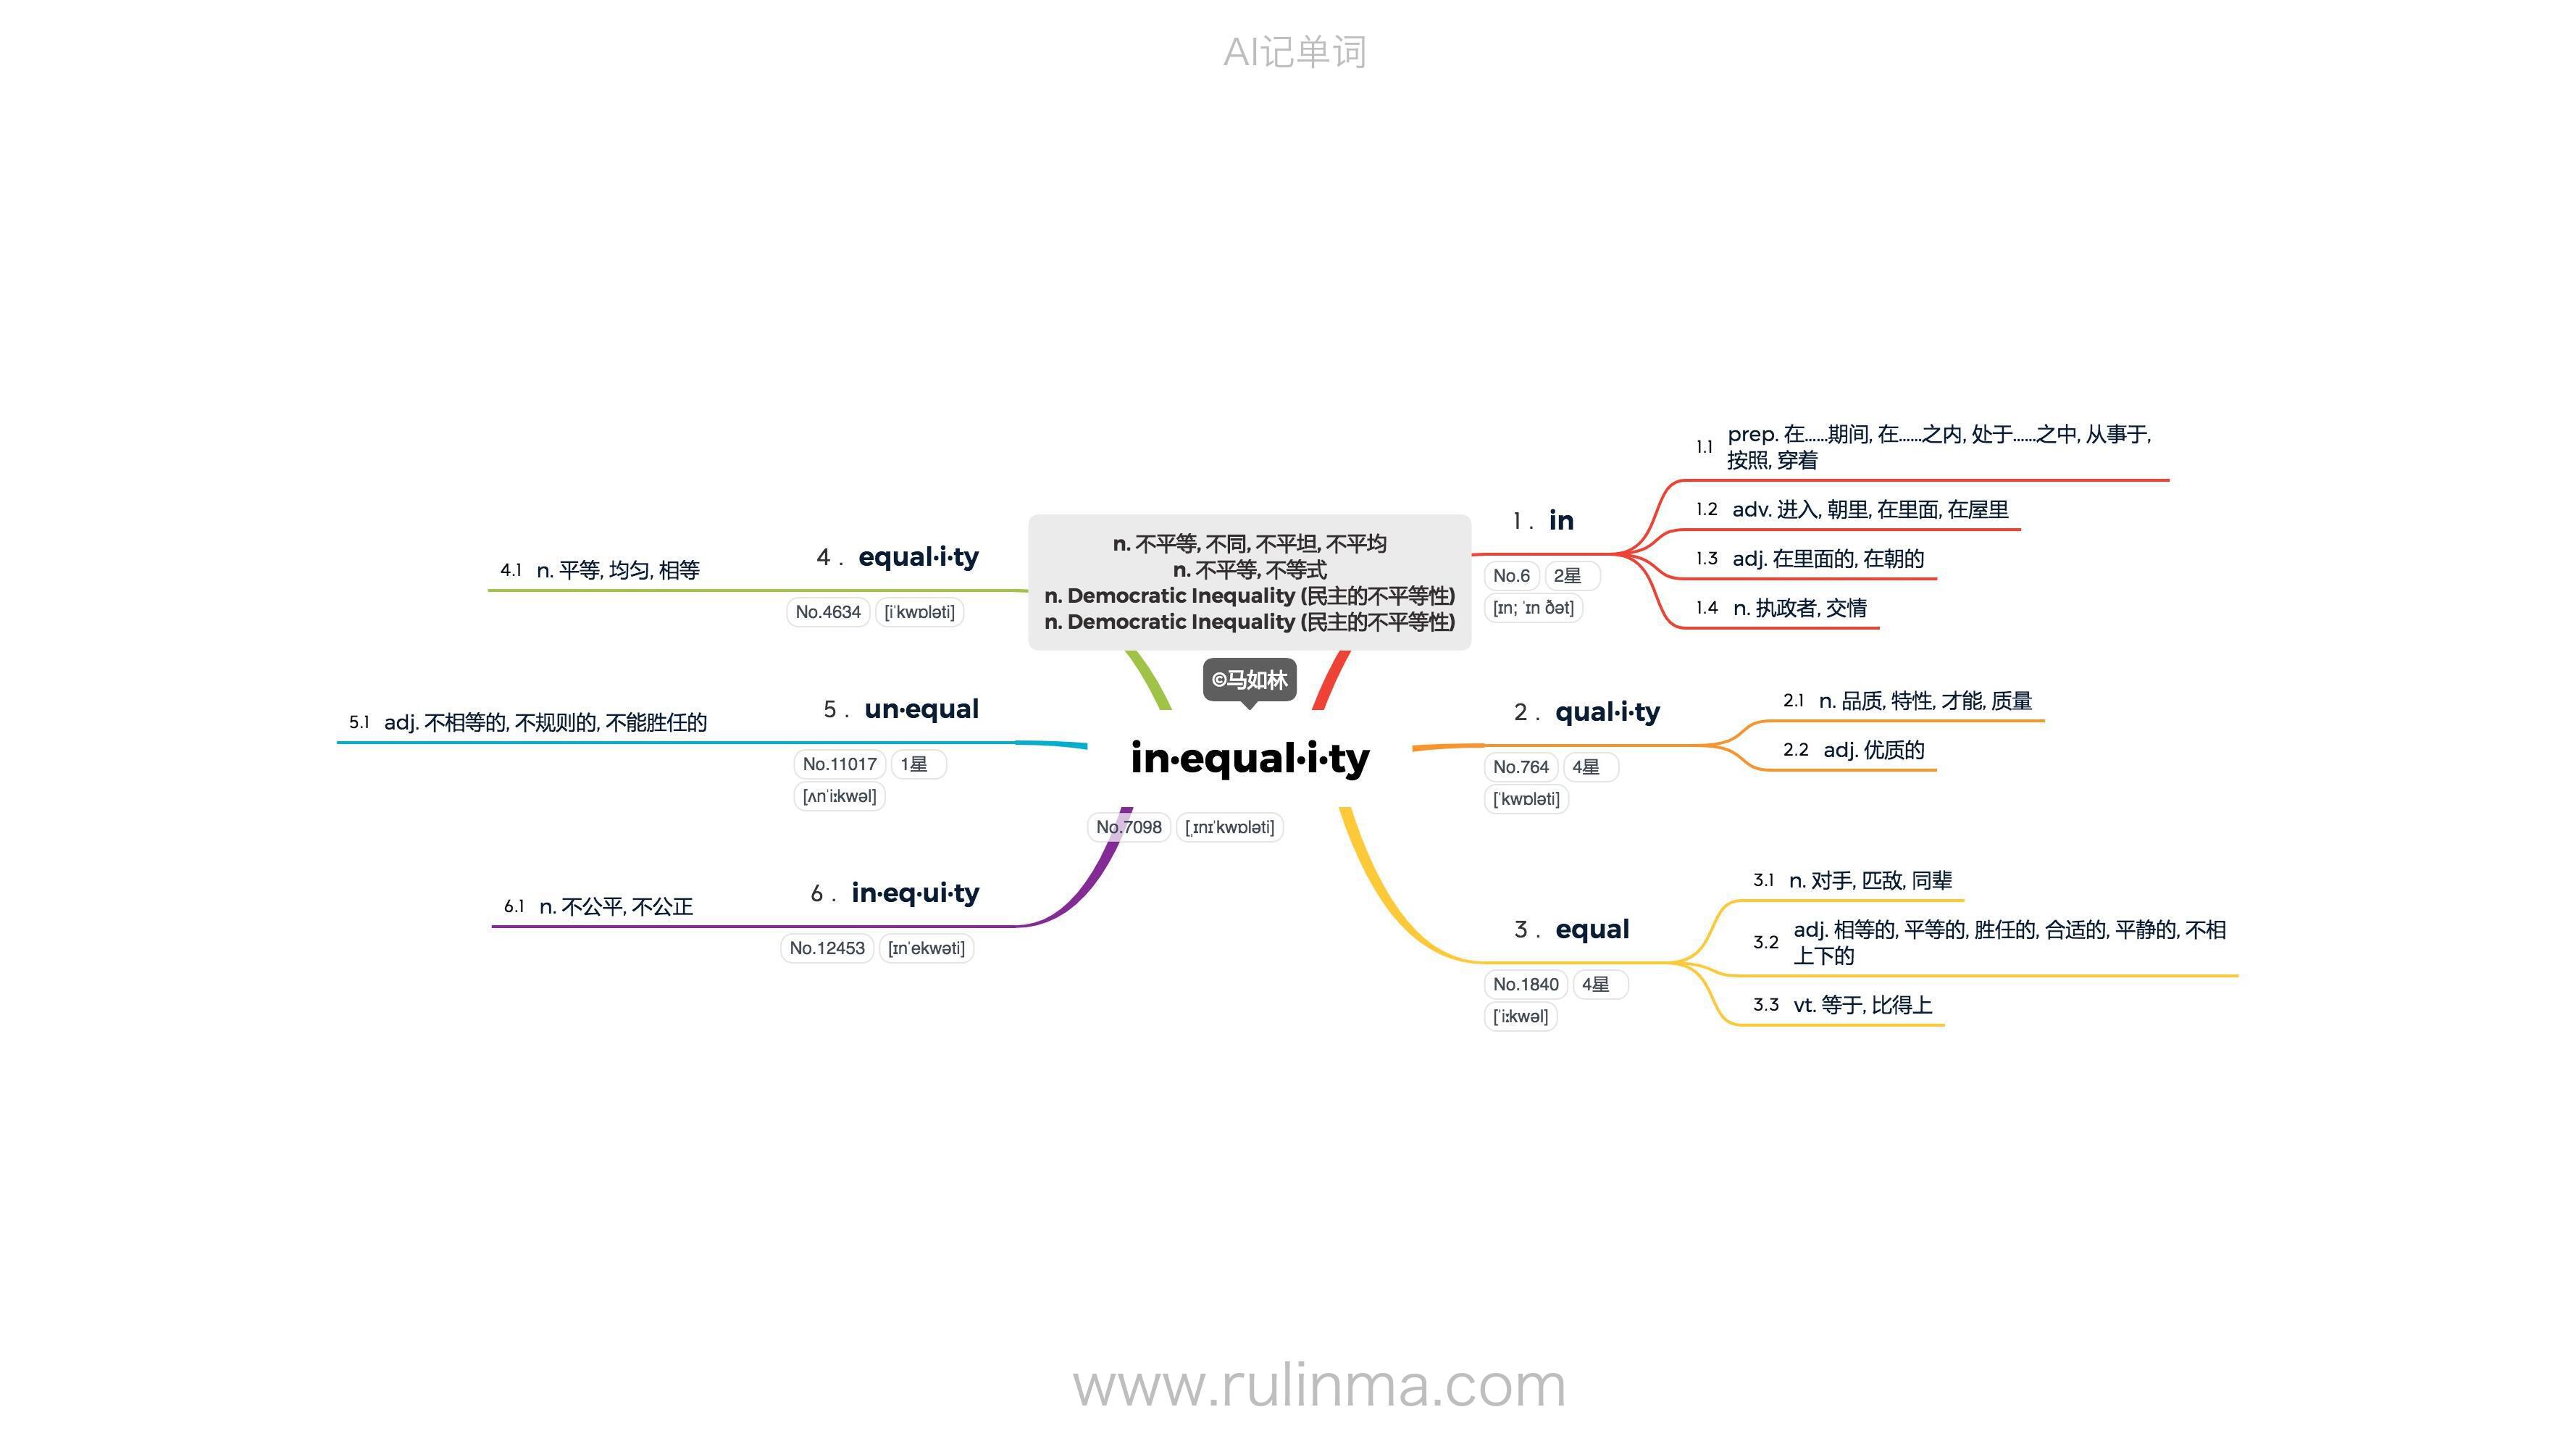 AI记单词
n. 不平等, 不同, 不平坦, 不平均
n. 不平等, 不等式
n. Democratic Inequality (民主的不平等性)
n. Democratic Inequality (民主的不平等性)
©马如林
in·equal·i·ty
No.7098 [ˌɪnɪˈkwɒləti]
1 . in
No.6 2星
[ɪn; ˈɪn ðət]
1.1 prep. 在……期间, 在……之内, 处于……之中, 从事于,
按照, 穿着
1.2 adv. 进入, 朝里, 在里面, 在屋里
1.3 adj. 在里面的, 在朝的
1.4 n. 执政者, 交情
2 . qual·i·ty
No.764 4星
[ˈkwɒləti]
2.1 n. 品质, 特性, 才能, 质量
2.2 adj. 优质的
3 . equal
No.1840 4星
[ˈiːkwəl]
3.1 n. 对手, 匹敌, 同辈
3.2 adj. 相等的, 平等的, 胜任的, 合适的, 平静的, 不相
上下的
3.3 vt. 等于, 比得上
4 . equal·i·ty
No.4634 [iˈkwɒləti]
4.1 n. 平等, 均匀, 相等
5 . un·equal
No.11017 1星
[ʌnˈiːkwəl]
5.1 adj. 不相等的, 不规则的, 不能胜任的
6 . in·eq·ui·ty
No.12453 [ɪnˈekwəti]
6.1 n. 不公平, 不公正
www.rulinma.com